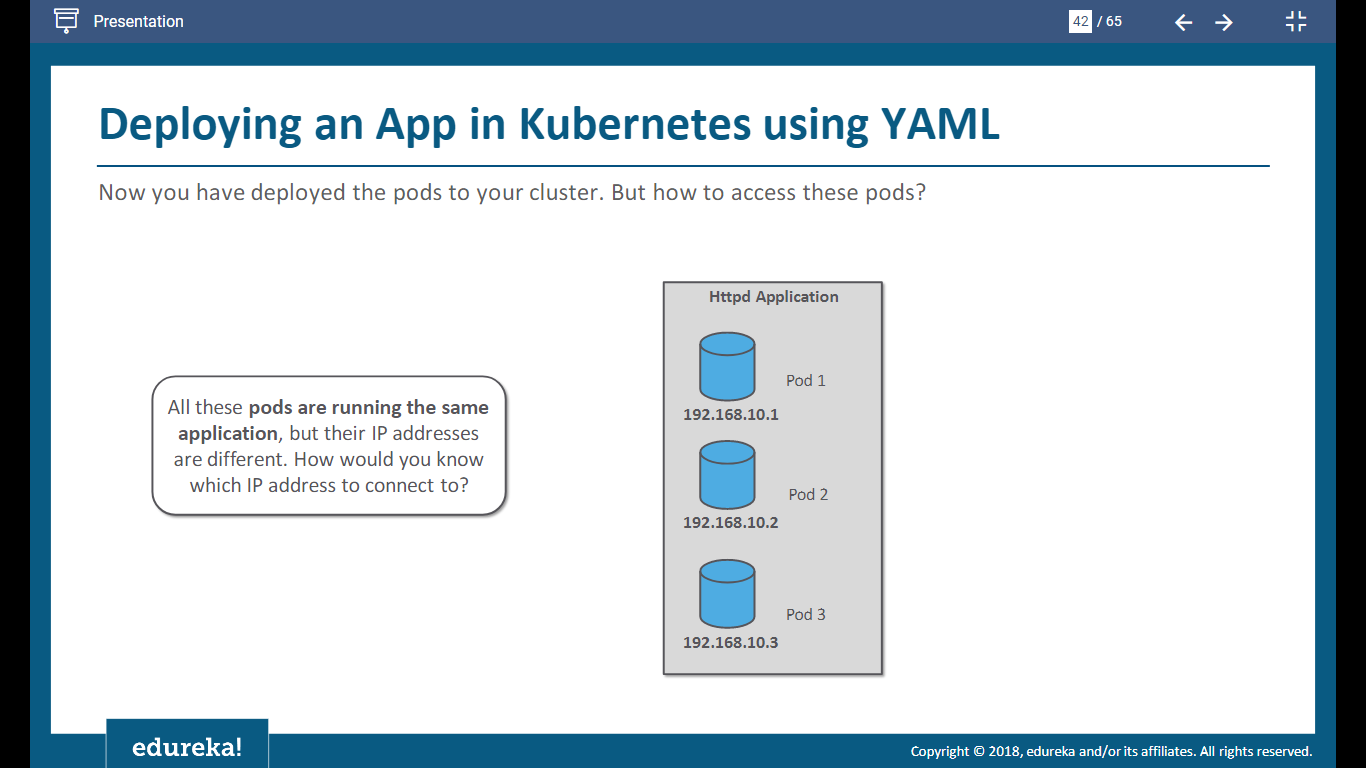 Presentation
42 / 65
Deploying an App in Kubernetes using YAML
Now you have deployed the pods to your cluster. But how to access these pods?
All these pods are running the same
application, but their IP addresses
are different. How would you know
which IP address to connect to?
Httpd Application
Pod 1
192.168.10.1
Pod 2
192.168.10.2
Pod 3
192.168.10.3
edureka!
Copyright © 2018, edureka and/or its affiliates. All rights reserved.